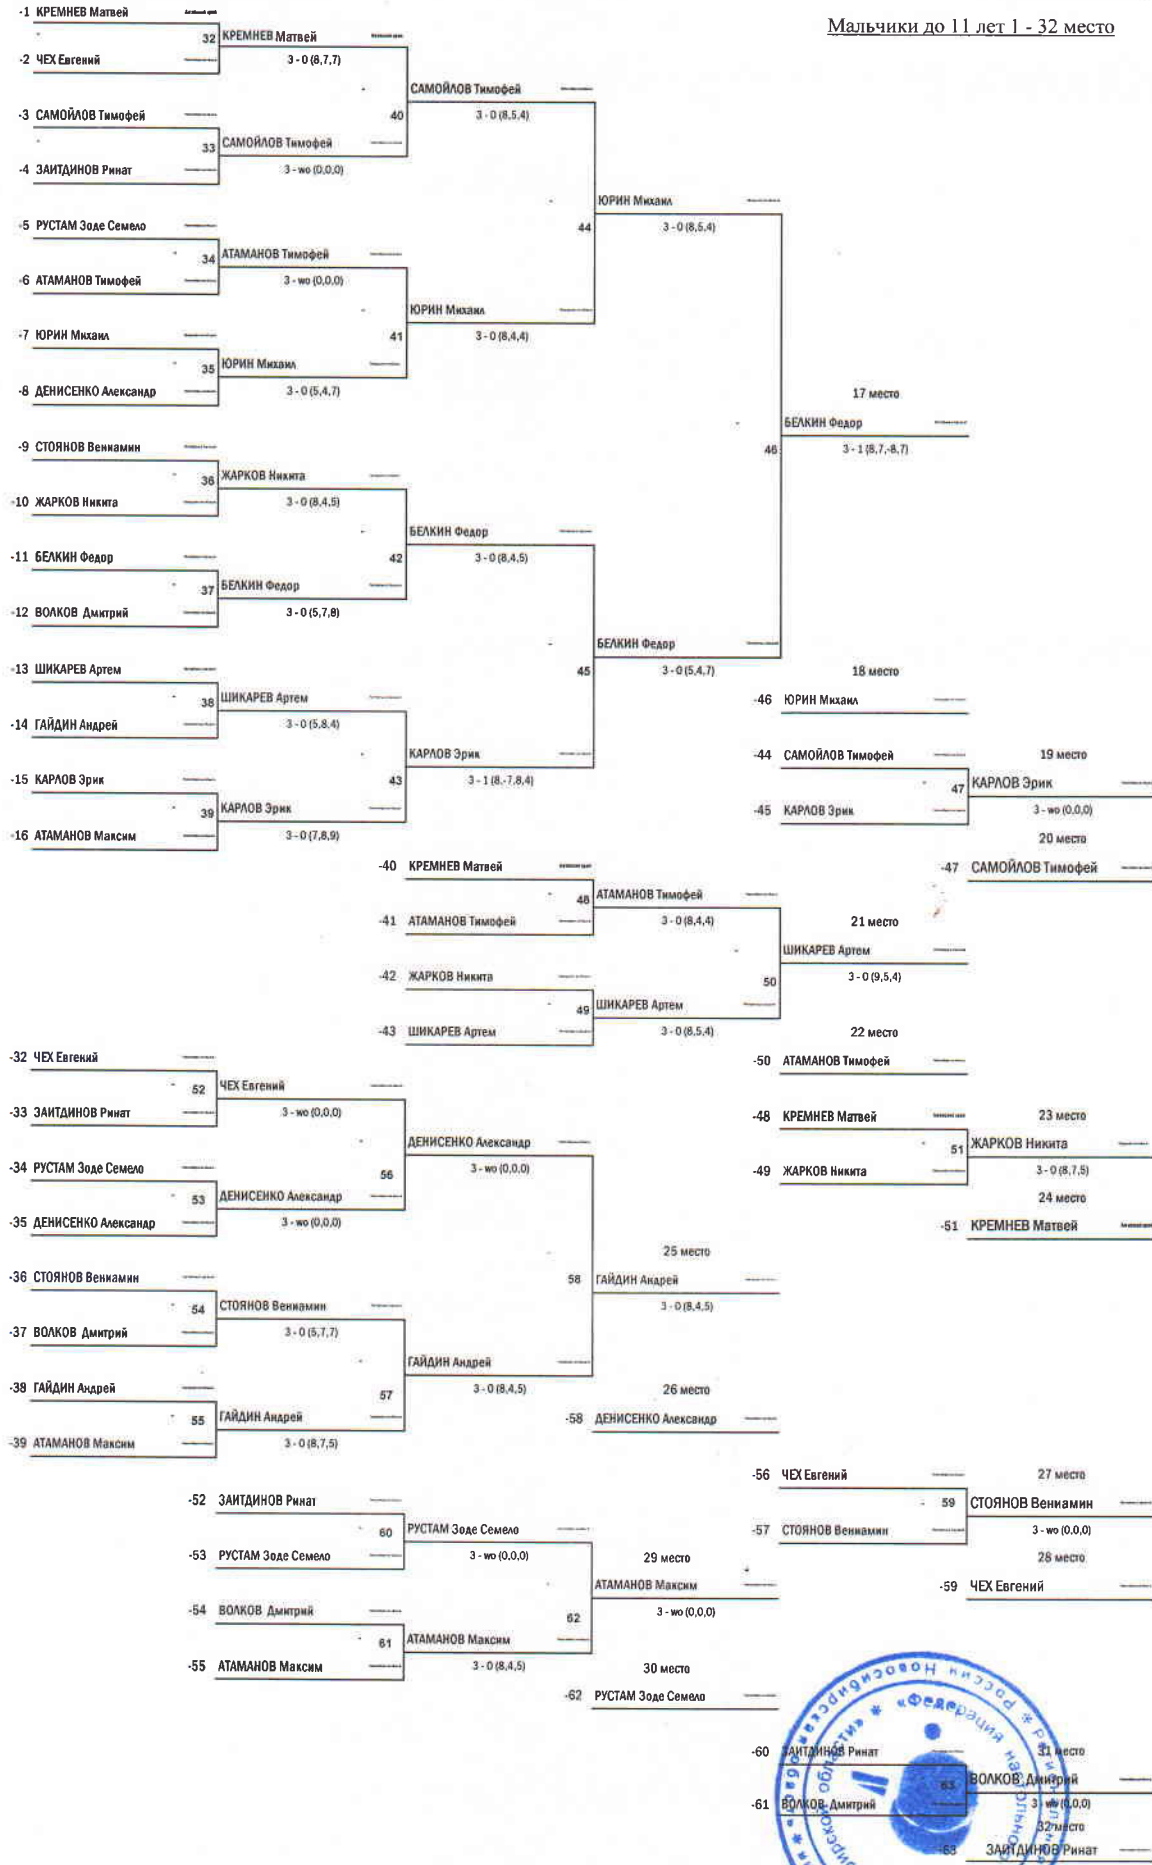 Мальчики до 11 лет 1 - 32 место
-1 КРЕМНЕВ Матвей
32 КРЕМНЕВ Матвей
-2 ЧЕХ Евгений
3 - 0 (8,7,7)
САМОЙЛОВ Тимофей
-3 САМОЙЛОВ Тимофей
40
3 - 0 (8,5,4)
33 САМОЙЛОВ Тимофей
-4 ЗАИТДИНОВ Ринат
3 - wo (0,0,0)
ЮРИН Михаил
-5 РУСТАМ Зоде Семело
44
3 - 0 (8,5,4)
34 АТАМАНОВ Тимофей
-6 АТАМАНОВ Тимофей
3 - wo (0,0,0)
ЮРИН Михаил
-7 ЮРИН Михаил
41
3 - 0 (8,4,4)
35 ЮРИН Михаил
-8 ДЕНИСЕНКО Александр
3 - 0 (5,4,7)
17 место
БЕЛКИН Федор
-9 СТОЯНОВ Вениамин
46
3 - 1 (8,7,-8,7)
36 ЖАРКОВ Никита
-10 ЖАРКОВ Никита
3 - 0 (8,4,5)
БЕЛКИН Федор
-11 БЕЛКИН Федор
42
3 - 0 (8,4,5)
37 БЕЛКИН Федор
-12 ВОЛКОВ Дмитрий
3 - 0 (5,7,8)
БЕЛКИН Федор
-13 ШИКАРЕВ Артем
45
3 - 0 (5,4,7)
18 место
38 ШИКАРЕВ Артем
-46 ЮРИН Михаил
-14 ГАЙДИН Андрей
3 - 0 (5,8,4)
КАРЛОВ Эрик
-44 САМОЙЛОВ Тимофей
19 место
-15 КАРЛОВ Эрик
43
3 - 1 (8,-7,8,4)
47 КАРЛОВ Эрик
39 КАРЛОВ Эрик
-45 КАРЛОВ Эрик
3 - wo (0,0,0)
-16 АТАМАНОВ Максим
3 - 0 (7,8,9)
20 место
-40 КРЕМНЕВ Матвей
-47 САМОЙЛОВ Тимофей
48 АТАМАНОВ Тимофей
-41 АТАМАНОВ Тимофей
3 - 0 (8,4,4)
21 место
ШИКАРЕВ Артем
-42 ЖАРКОВ Никита
50
3 - 0 (9,5,4)
49 ШИКАРЕВ Артем
-43 ШИКАРЕВ Артем
3 - 0 (8,5,4)
22 место
-32 ЧЕХ Евгений
-50 АТАМАНОВ Тимофей
52 ЧЕХ Евгений
-33 ЗАИТДИНОВ Ринат
3 - wo (0,0,0)
-48 КРЕМНЕВ Матвей
23 место
ДЕНИСЕНКО Александр
51 ЖАРКОВ Никита
-34 РУСТАМ Зоде Семело
56
3 - wo (0,0,0)
-49 ЖАРКОВ Никита
3 - 0 (8,7,5)
53 ДЕНИСЕНКО Александр
24 место
-35 ДЕНИСЕНКО Александр
3 - wo (0,0,0)
-51 КРЕМНЕВ Матвей
25 место
-36 СТОЯНОВ Вениамин
58 ГАЙДИН Андрей
54 СТОЯНОВ Вениамин
3 - 0 (8,4,5)
-37 ВОЛКОВ Дмитрий
3 - 0 (5,7,7)
ГАЙДИН Андрей
-38 ГАЙДИН Андрей
57
3 - 0 (8,4,5)
26 место
55 ГАЙДИН Андрей
-58 ДЕНИСЕНКО Александр
-39 АТАМАНОВ Максим
3 - 0 (8,7,5)
-56 ЧЕХ Евгений
27 место
-52 ЗАИТДИНОВ Ринат
59 СТОЯНОВ Вениамин
60 РУСТАМ Зоде Семело
-57 СТОЯНОВ Вениамин
3 - wo (0,0,0)
-53 РУСТАМ Зоде Семело
3 - wo (0,0,0)
29 место
28 место
АТАМАНОВ Максим
-59 ЧЕХ Евгений
-54 ВОЛКОВ Дмитрий
62
3 - wo (0,0,0)
61 АТАМАНОВ Максим
-55 АТАМАНОВ Максим
3 - 0 (8,4,5)
30 место
-62 РУСТАМ Зоде Семело
-60 ЗАИТДИНОВ Ринат
31 место
63 ВОЛКОВ Дмитрий
-61 ВОЛКОВ Дмитрий
3 - wo (0,0,0)
32 место
-63 ЗАИТДИНОВ Ринат
России Новосибирская
«Федерация настольного
области»